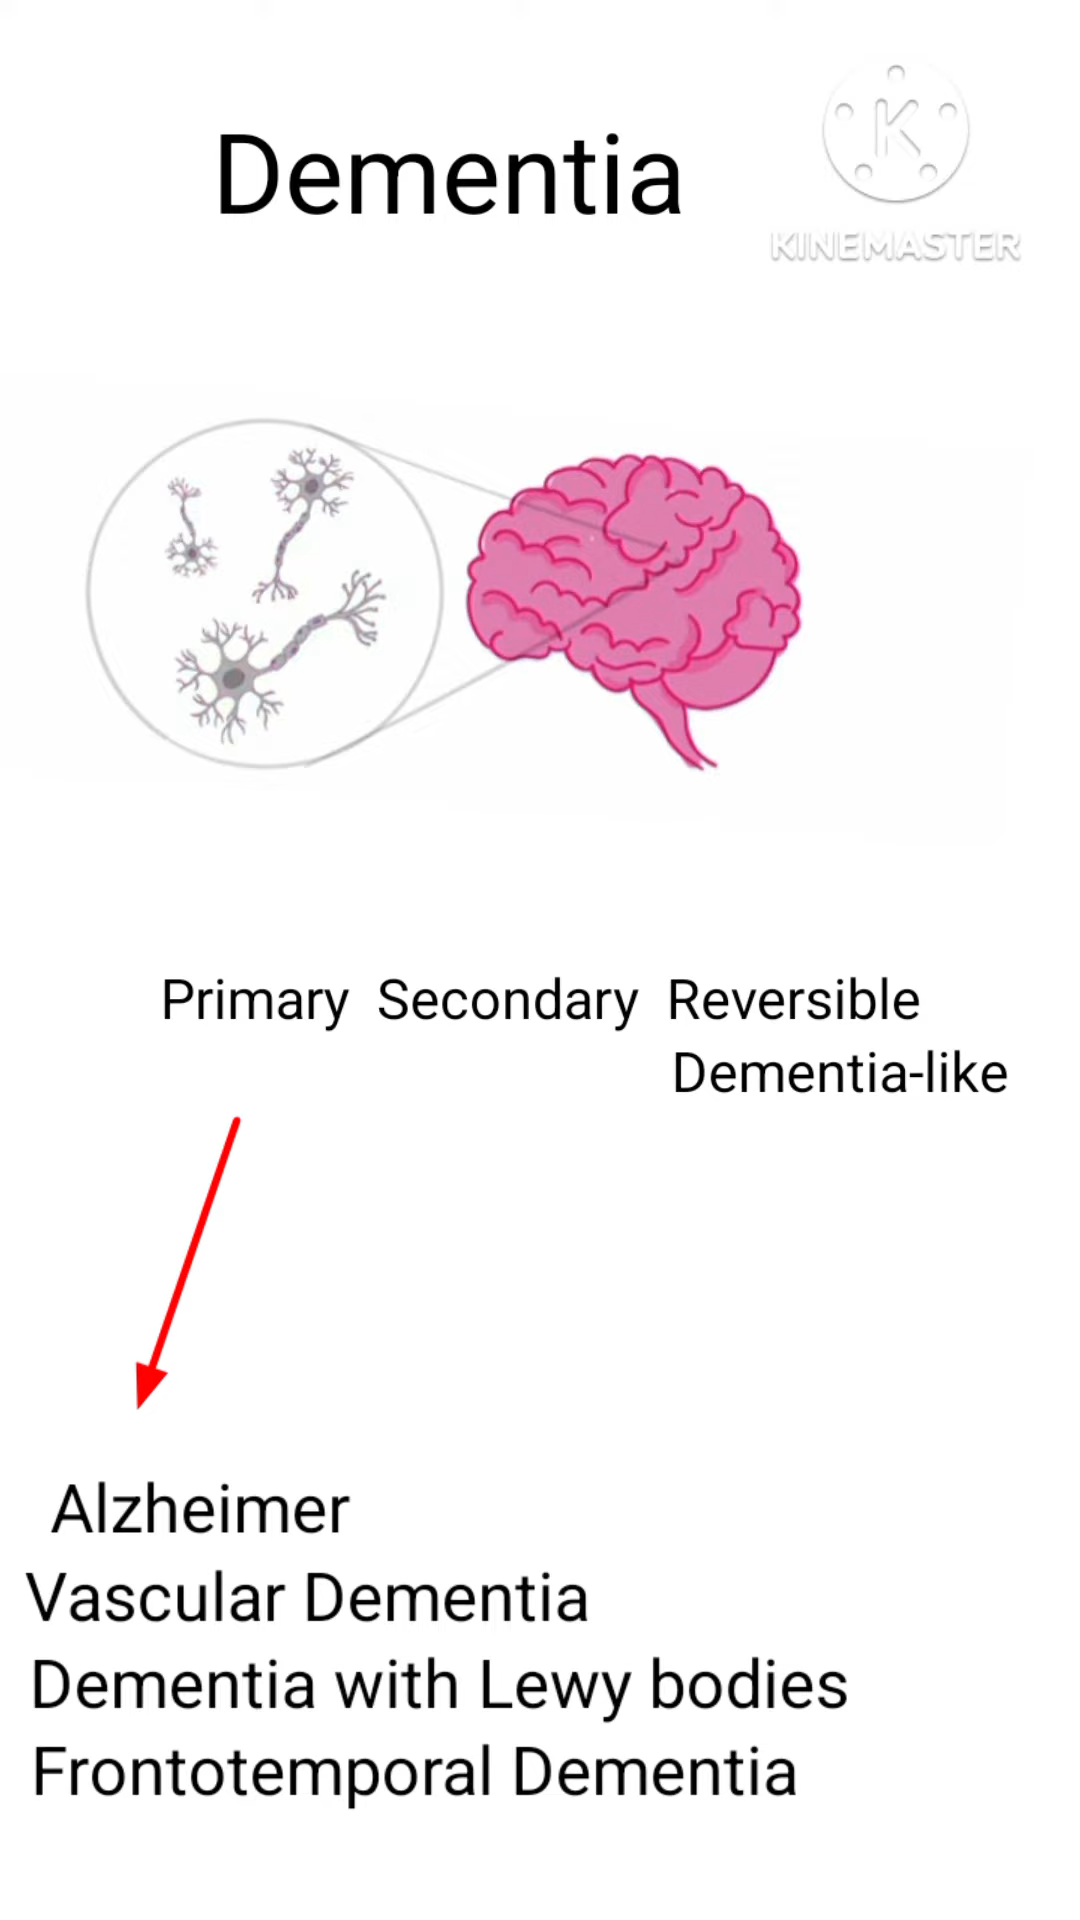 Dementia
K
KINEMASTER
Primary Secondary Reversible
Dementia-like
Alzheimer
Vascular Dementia
Dementia with Lewy bodies
Frontotemporal Dementia